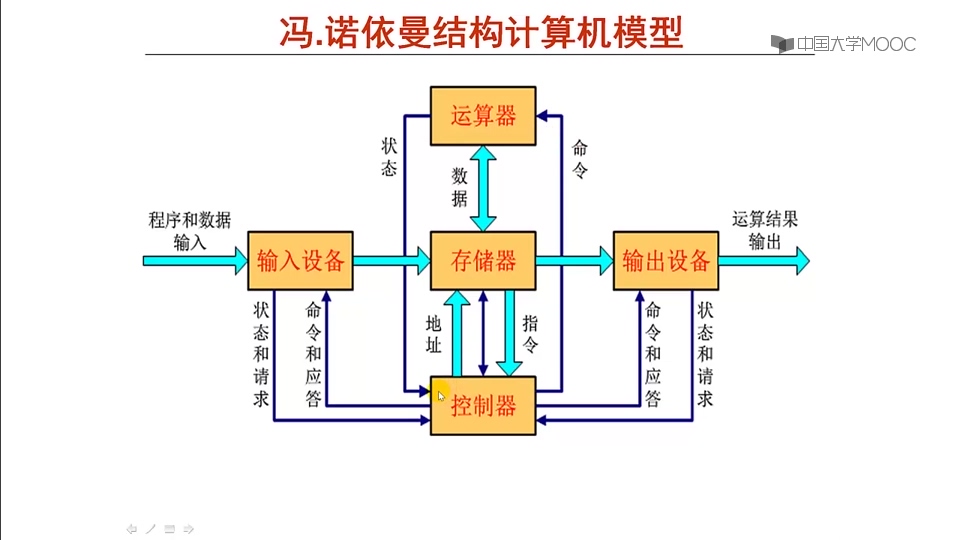 冯.诺依曼结构计算机模型
中国大学MOOC
运算器
状态
数据
命令
程序和数据
输入
输入设备
存储器
输出设备
运算结果
输出
状态和请求
命令和应答
地址
指令
命令和应答
状态和请求
控制器